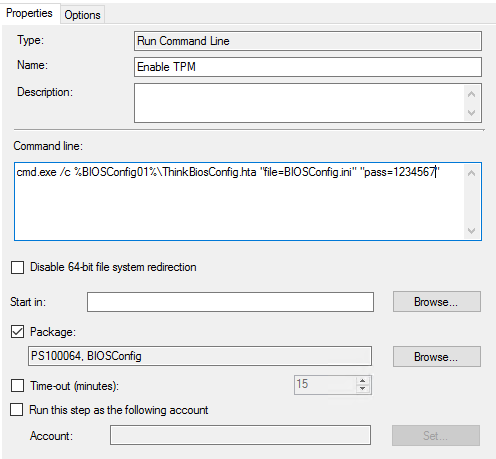 Properties Options
Type: Run Command Line
Name: Enable TPM
Description:
Command line:
cmd.exe /c %BIOSConfig01%\ThinkBiosConfig.hta "file=BIOSConfig.ini" "pass=1234567"
Disable 64-bit file system redirection
Start in: Browse...
Package:
PS100064, BIOSConfig Browse...
Time-out (minutes): 15
Run this step as the following account
Account: Set...